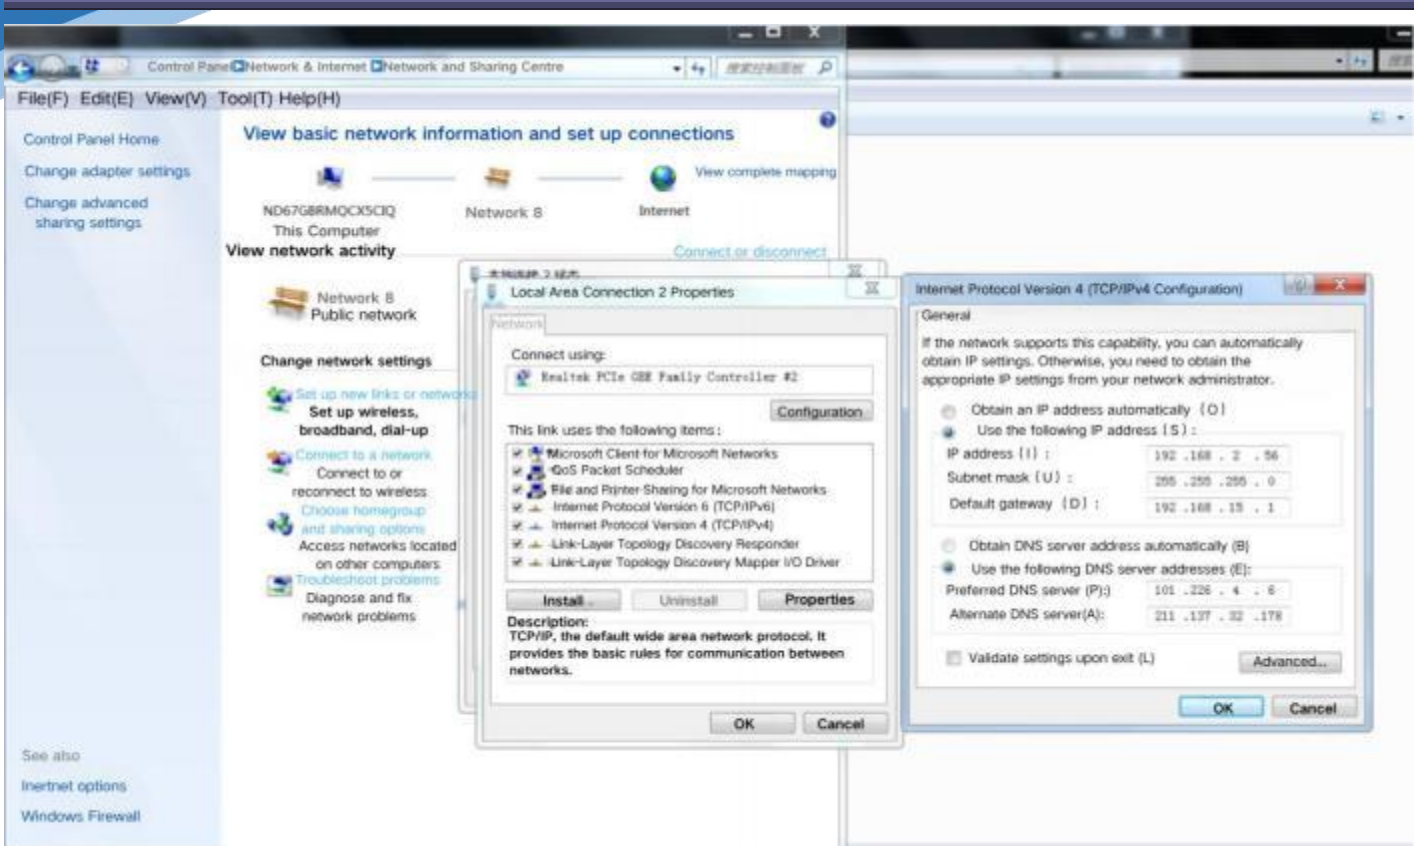 Control Panel Network & Internet Network and Sharing Centre
搜索控制面板
File(F) Edit(E) View(V) Tool(T) Help(H)
Control Panel Home
Change adapter settings
Change advanced
sharing settings
See also
Inertnet options
Windows Firewall
View basic network information and set up connections
View complete mapping
ND67GBRMQCX5CIQ
This Computer
Network 8
Internet
View network activity
Connect or disconnect
Network 8
Public network
Change network settings
Set up new links or networks
Set up wireless,
broadband, dial-up
Connect to a network
Connect to or
reconnect to wireless
Choose homegroup
and sharing options
Access networks located
on other computers
Troubleshoot problems
Diagnose and fix
network problems
Local Area Connection 2 Properties
Network
Connect using:
Realtek PCIe GBE Family Controller #2
Configuration
This link uses the following items :
Microsoft Client for Microsoft Networks
QoS Packet Scheduler
File and Printer Sharing for Microsoft Networks
Internet Protocol Version 6 (TCP/IPv6)
Internet Protocol Version 4 (TCP/IPv4)
Link-Layer Topology Discovery Responder
Link-Layer Topology Discovery Mapper I/O Driver
Install .
Uninstall
Properties
Description:
TCP/IP, the default wide area network protocol. It
provides the basic rules for communication between
networks.
OK
Cancel
Internet Protocol Version 4 (TCP/IPv4 Configuration)
General
If the network supports this capability, you can automatically
obtain IP settings. Otherwise, you need to obtain the
appropriate IP settings from your network administrator.
Obtain an IP address automatically (O)
Use the following IP address (S) :
IP address (I) : 192 .168 . 2 . 56
Subnet mask (U) : 255 .255 .255 . 0
Default gateway (D) : 192 .168 . 15 . 1
Obtain DNS server address automatically (B)
Use the following DNS server addresses (E):
Preferred DNS server (P):) 101 .226 . 4 . 6
Alternate DNS server(A): 211 .137 . 32 .178
Validate settings upon exit (L)
Advanced...
OK
Cancel